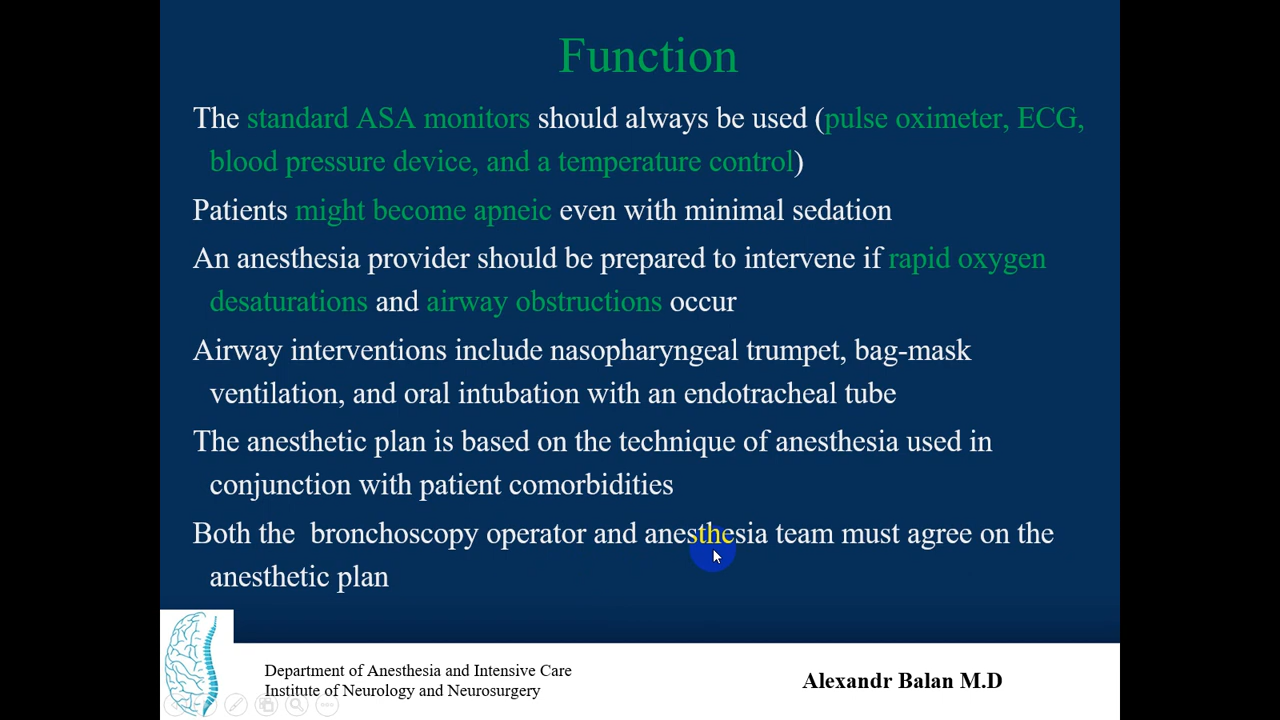 Function
The standard ASA monitors should always be used (pulse oximeter, ECG,
blood pressure device, and a temperature control)
Patients might become apneic even with minimal sedation
An anesthesia provider should be prepared to intervene if rapid oxygen
desaturations and airway obstructions occur
Airway interventions include nasopharyngeal trumpet, bag-mask
ventilation, and oral intubation with an endotracheal tube
The anesthetic plan is based on the technique of anesthesia used in
conjunction with patient comorbidities
Both the  bronchoscopy operator and anesthesia team must agree on the
anesthetic plan
Department of Anesthesia and Intensive Care
Institute of Neurology and Neurosurgery
Alexandr Balan M.D